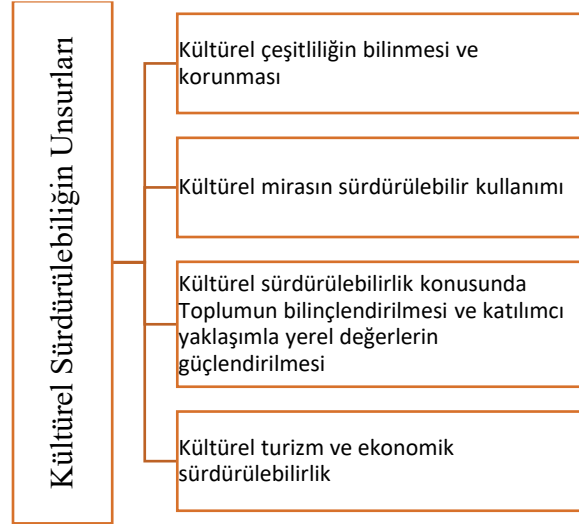 Kültürel Sürdürülebiliğin Unsurları
Kültürel çeşitliliğin bilinmesi ve
korunması
Kültürel mirasın sürdürülebilir kullanımı
Kültürel sürdürülebilirlik konusunda
Toplumun bilinçlendirilmesi ve katılımcı
yaklaşımla yerel değerlerin
güçlendirilmesi
Kültürel turizm ve ekonomik
sürdürülebilirlik